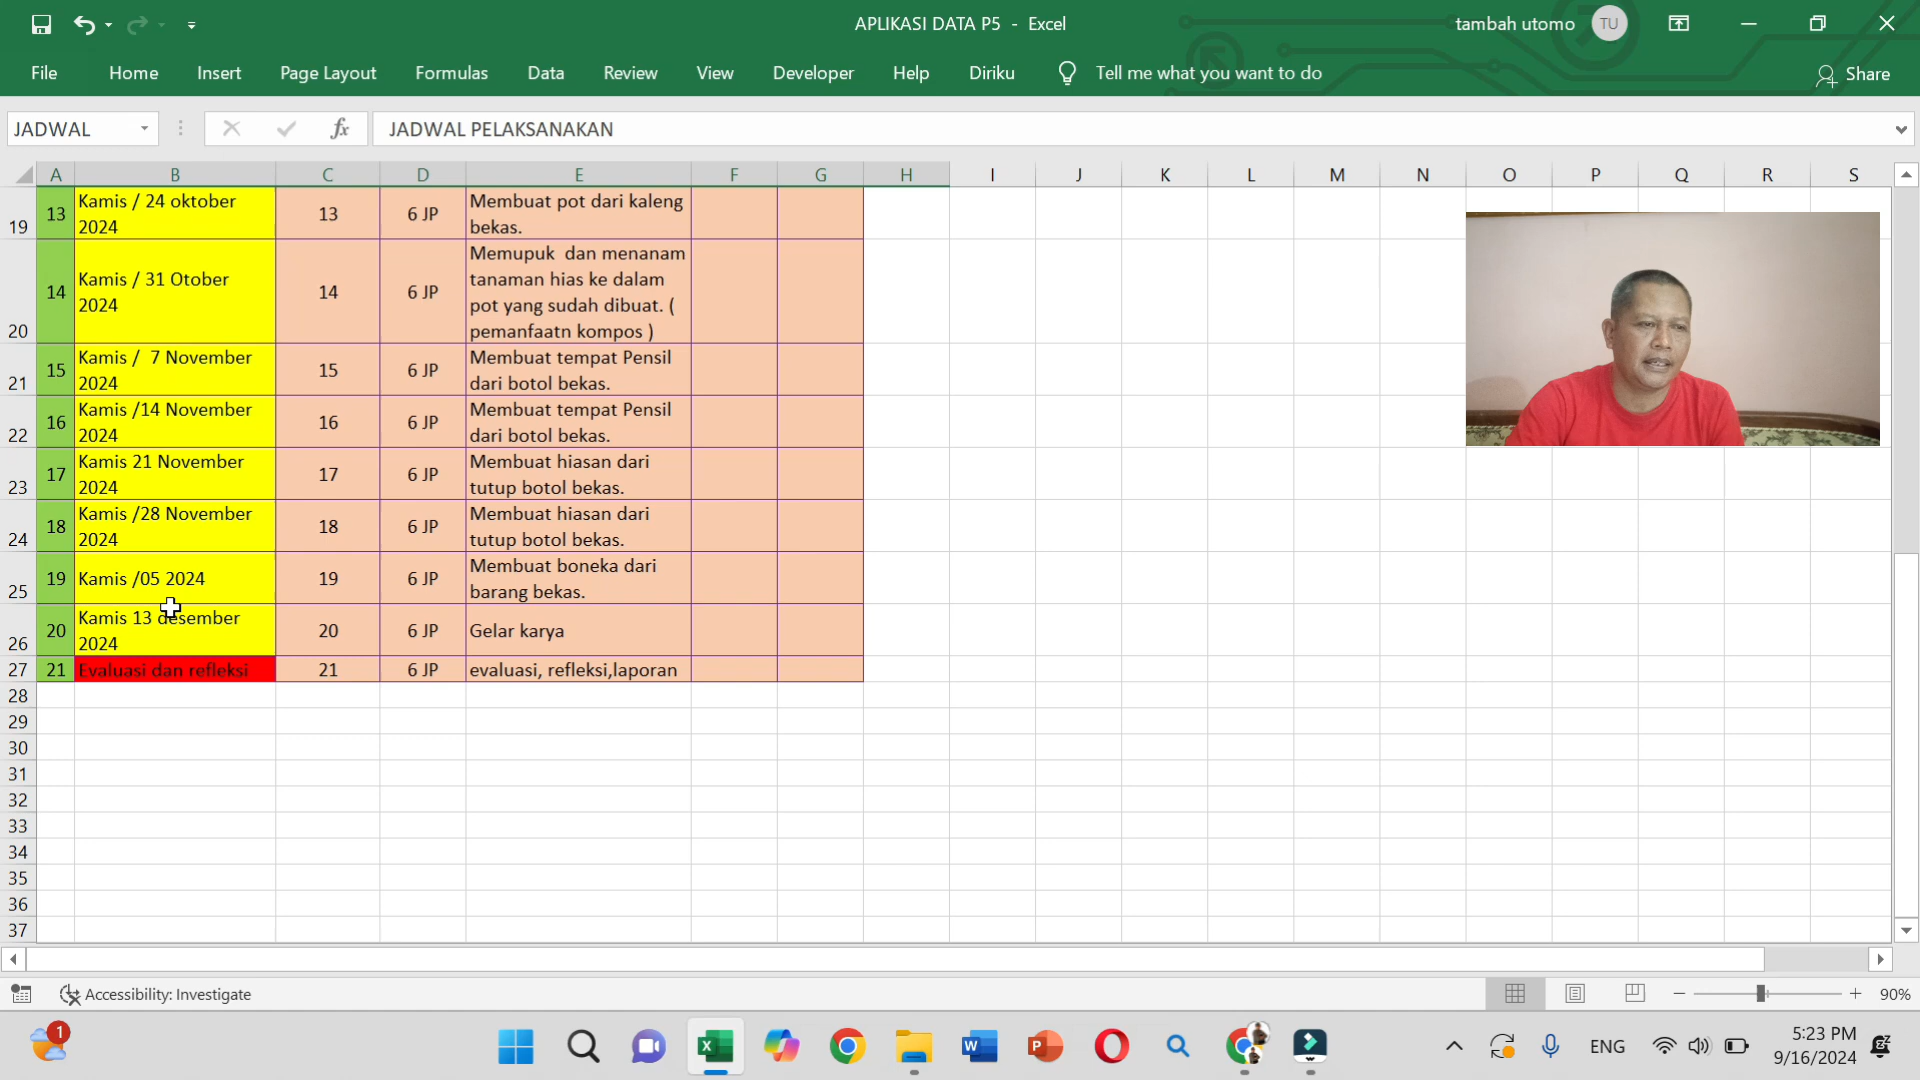 APLIKASI DATA P5 - Excel
tambah utomo
TU
File Home Insert Page Layout Formulas Data Review View Developer Help Diriku Tell me what you want to do
Share
JADWAL
fx
JADWAL PELAKSANAKAN
A B C D E F G H I J K L M N O P Q R S
19 13 Kamis / 24 oktober 13 6 JP Membuat pot dari kaleng
2024 bekas.
20 14 Kamis / 31 Otober 14 6 JP Memupuk  dan menanam
2024 tanaman hias ke dalam
pot yang sudah dibuat. (
pemanfaatn kompos )
21 15 Kamis /  7 November 15 6 JP Membuat tempat Pensil
2024 dari botol bekas.
22 16 Kamis /14 November 16 6 JP Membuat tempat Pensil
2024 dari botol bekas.
23 17 Kamis 21 November 17 6 JP Membuat hiasan dari
2024 tutup botol bekas.
24 18 Kamis /28 November 18 6 JP Membuat hiasan dari
2024 tutup botol bekas.
25 19 Kamis /05 2024 19 6 JP Membuat boneka dari
barang bekas.
26 20 Kamis 13 desember 20 6 JP Gelar karya
2024
27 21 Evaluasi dan refleksi 21 6 JP evaluasi, refleksi,laporan
28
29
30
31
32
33
34
35
36
37
Accessibility: Investigate
90%
1
ENG
5:23 PM
9/16/2024